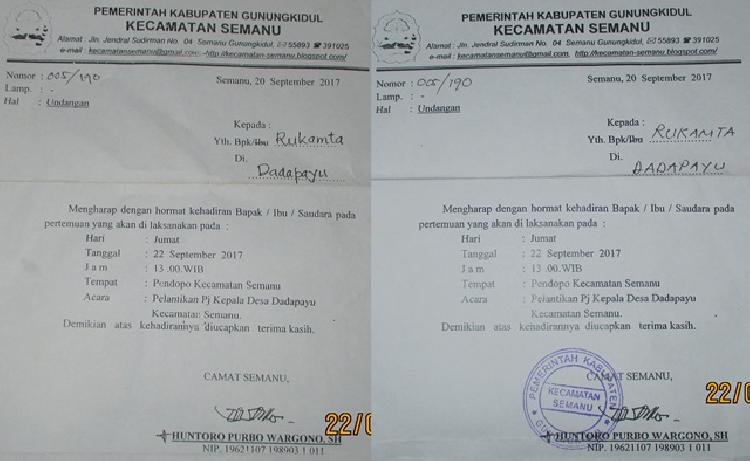 PEMERINTAH KABUPATEN GUNUNGKIDUL
KECAMATAN SEMANU
Alamat : Jln. Jendral Sudirman No. 04 Semanu Gunungkidul, ✉ 55893 ☎ 391025
e-mail : kecamatansemanu@gmail.com, http://kecamatan-semanu.blogspot.com/
Nomor : 005/190
Semanu, 20 September 2017
Lamp. : -
Hal : Undangan
Kepada :
Yth. Bpk/Ibu Rukamta
Di.
Dadapayu
Mengharap dengan hormat kehadiran Bapak / Ibu / Saudara pada
pertemuan yang akan di laksanakan pada :
Hari : Jumat
Tanggal : 22 September 2017
Jam : 13 .00.WIB
Tempat : Pendopo Kecamatan Semanu
Acara : Pelantikan Pj Kepala Desa Dadapayu
Kecamatan Semanu.
Demikian atas kehadirannya diucapkan terima kasih.
CAMAT SEMANU,
HUNTORO PURBO WARGONO, SH
NIP. 19621107 198903 1 011
22/0
PEMERINTAH KABUPATEN GUNUNGKIDUL
KECAMATAN SEMANU
Alamat : Jln. Jendral Sudirman No. 04 Semanu Gunungkidul, ✉ 55893 ☎ 391025
e-mail : kecamatansemanu@gmail.com, http://kecamatan-semanu.blogspot.com/
Nomor : 005/190
Semanu, 20 September 2017
Lamp. : -
Hal : Undangan
Kepada :
Yth. Bpk/Ibu RUKAMTA
Di.
DADAPAYU
Mengharap dengan hormat kehadiran Bapak / Ibu / Saudara pada
pertemuan yang akan di laksanakan pada :
Hari : Jumat
Tanggal : 22 September 2017
Jam : 13 .00.WIB
Tempat : Pendopo Kecamatan Semanu
Acara : Pelantikan Pj Kepala Desa Dadapayu
Kecamatan Semanu.
Demikian atas kehadirannya diucapkan terima kasih.
CAMAT SEMANU,
PEMERINTAH KABUPATEN
KECAMATAN
SEMANU
HUNTORO PURBO WARGONO, SH
NIP. 19621107 198903 1 011
22/0